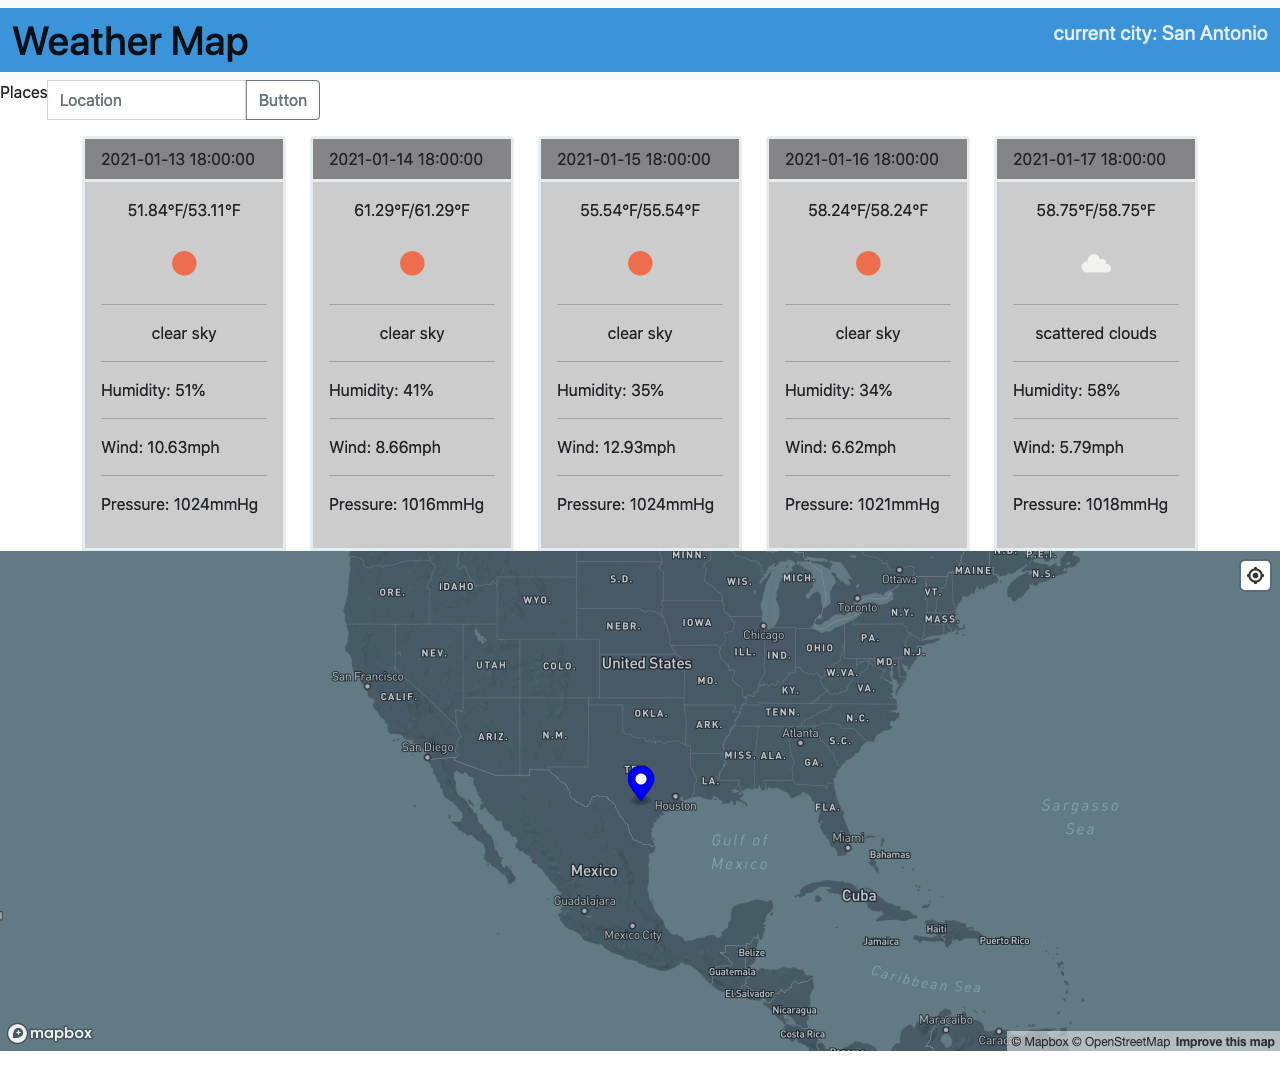 Weather Map
current city: San Antonio
Places
Location
Button
2021-01-13 18:00:00
51.84°F/53.11°F
clear sky
Humidity: 51%
Wind: 10.63mph
Pressure: 1024mmHg
2021-01-14 18:00:00
61.29°F/61.29°F
clear sky
Humidity: 41%
Wind: 8.66mph
Pressure: 1016mmHg
2021-01-15 18:00:00
55.54°F/55.54°F
clear sky
Humidity: 35%
Wind: 12.93mph
Pressure: 1024mmHg
2021-01-16 18:00:00
58.24°F/58.24°F
clear sky
Humidity: 34%
Wind: 6.62mph
Pressure: 1021mmHg
2021-01-17 18:00:00
58.75°F/58.75°F
scattered clouds
Humidity: 58%
Wind: 5.79mph
Pressure: 1018mmHg
MINN.
P.E.I.
ORE.
IDAHO
WYO.
S.D.
WIS.
MICH.
Ottawa
MAINE
N.S.
VT.
Toronto
N.Y.
MASS.
NEBR.
IOWA
Chicago
PA.
NEV.
UTAH
COLO.
United States
ILL.
IND.
OHIO
N.J.
MD.
San Francisco
CALIF.
MO.
W.VA.
VA.
KY.
ARIZ.
N.M.
OKLA.
ARK.
TENN.
N.C.
San Diego
Atlanta
S.C.
MISS.
ALA.
GA.
LA.
Houston
FLA.
Sargasso
Sea
Gulf of
Mexico
Miami
Bahamas
Mexico
Cuba
Guadalajara
Mexico City
Haiti
Jamaica
Puerto Rico
Belize
Guatemala
Caribbean Sea
El Salvador
Nicaragua
Maracaibo
Costa Rica
mapbox
© Mapbox © OpenStreetMap Improve this map